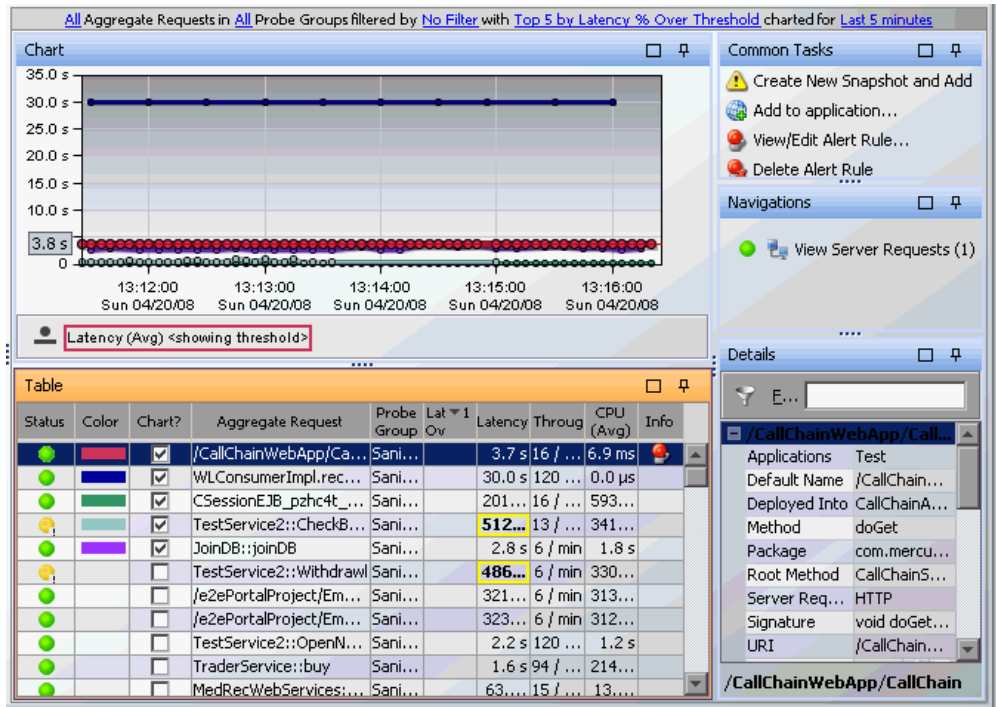 All Aggregate Requests in All Probe Groups filtered by No Filter with Top 5 by Latency % Over Threshold charted for Last 5 minutes
Chart
35.0 s
30.0 s
25.0 s
20.0 s
15.0 s
10.0 s
3.8 s
0
13:12:00 13:13:00 13:14:00 13:15:00 13:16:00
Sun 04/20/08 Sun 04/20/08 Sun 04/20/08 Sun 04/20/08 Sun 04/20/08
Latency (Avg) <showing threshold>
Table
Status Color Chart? Aggregate Request Probe Group Lat 1 Ov Latency Throug CPU (Avg) Info
/CallChainWebApp/Ca... Sani... 3.7 s 16 / ... 6.9 ms
WLConsumerImpl.rec... Sani... 30.0 s 120 ... 0.0 µs
CSessionEJB_pzhc4t_... Sani... 201... 16 / ... 593...
TestService2::CheckB... Sani... 512... 13 / ... 341...
JoinDB::joinDB Sani... 2.8 s 6 / min 1.8 s
TestService2::Withdrawl Sani... 486... 6 / min 330...
/e2ePortalProject/Em... Sani... 321... 6 / min 313...
/e2ePortalProject/Em... Sani... 323... 6 / min 312...
TestService2::OpenN... Sani... 2.2 s 120 ... 1.2 s
TraderService::buy Sani... 1.6 s 94 / ... 214...
MedRecWebServices:... Sani... 63.... 15 / ... 13....
Common Tasks
Create New Snapshot and Add
Add to application...
View/Edit Alert Rule...
Delete Alert Rule
Navigations
View Server Requests (1)
Details
E...
/CallChainWebApp/Call...
Applications Test
Default Name /CallChain...
Deployed Into CallChainA...
Method doGet
Package com.mercu...
Root Method CallChainS...
Server Req... HTTP
Signature void doGet...
URI /CallChain...
/CallChainWebApp/CallChain